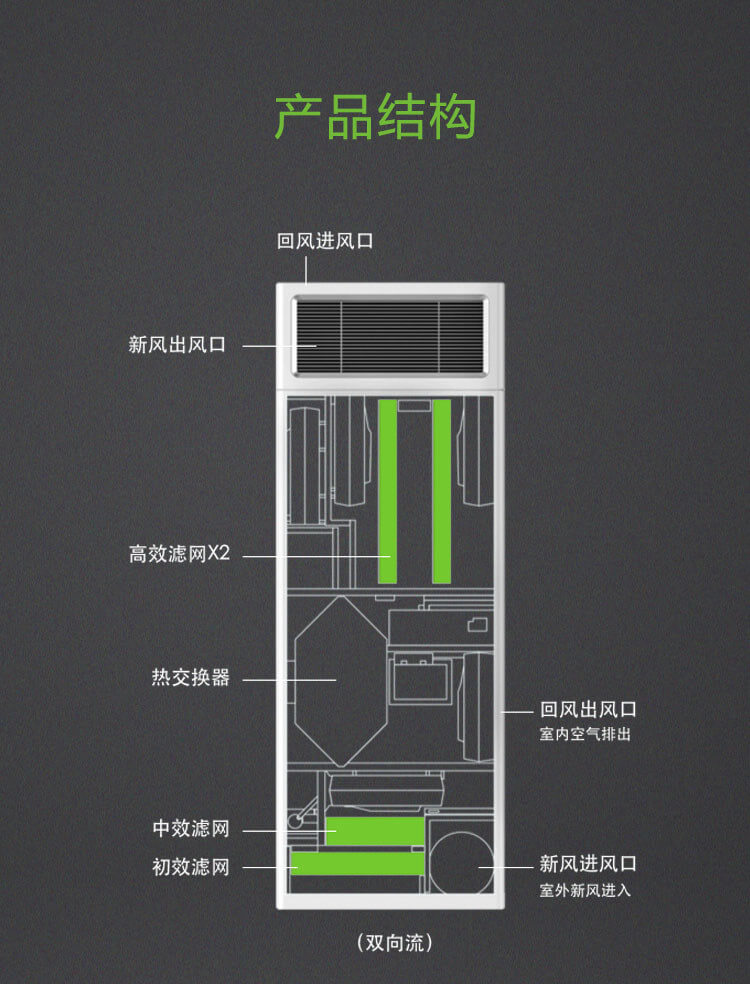 产品结构
回风进风口
新风出风口
高效滤网X2
热交换器
回风出风口
室内空气排出
中效滤网
初效滤网
新风进风口
室外新风进入
（双向流）